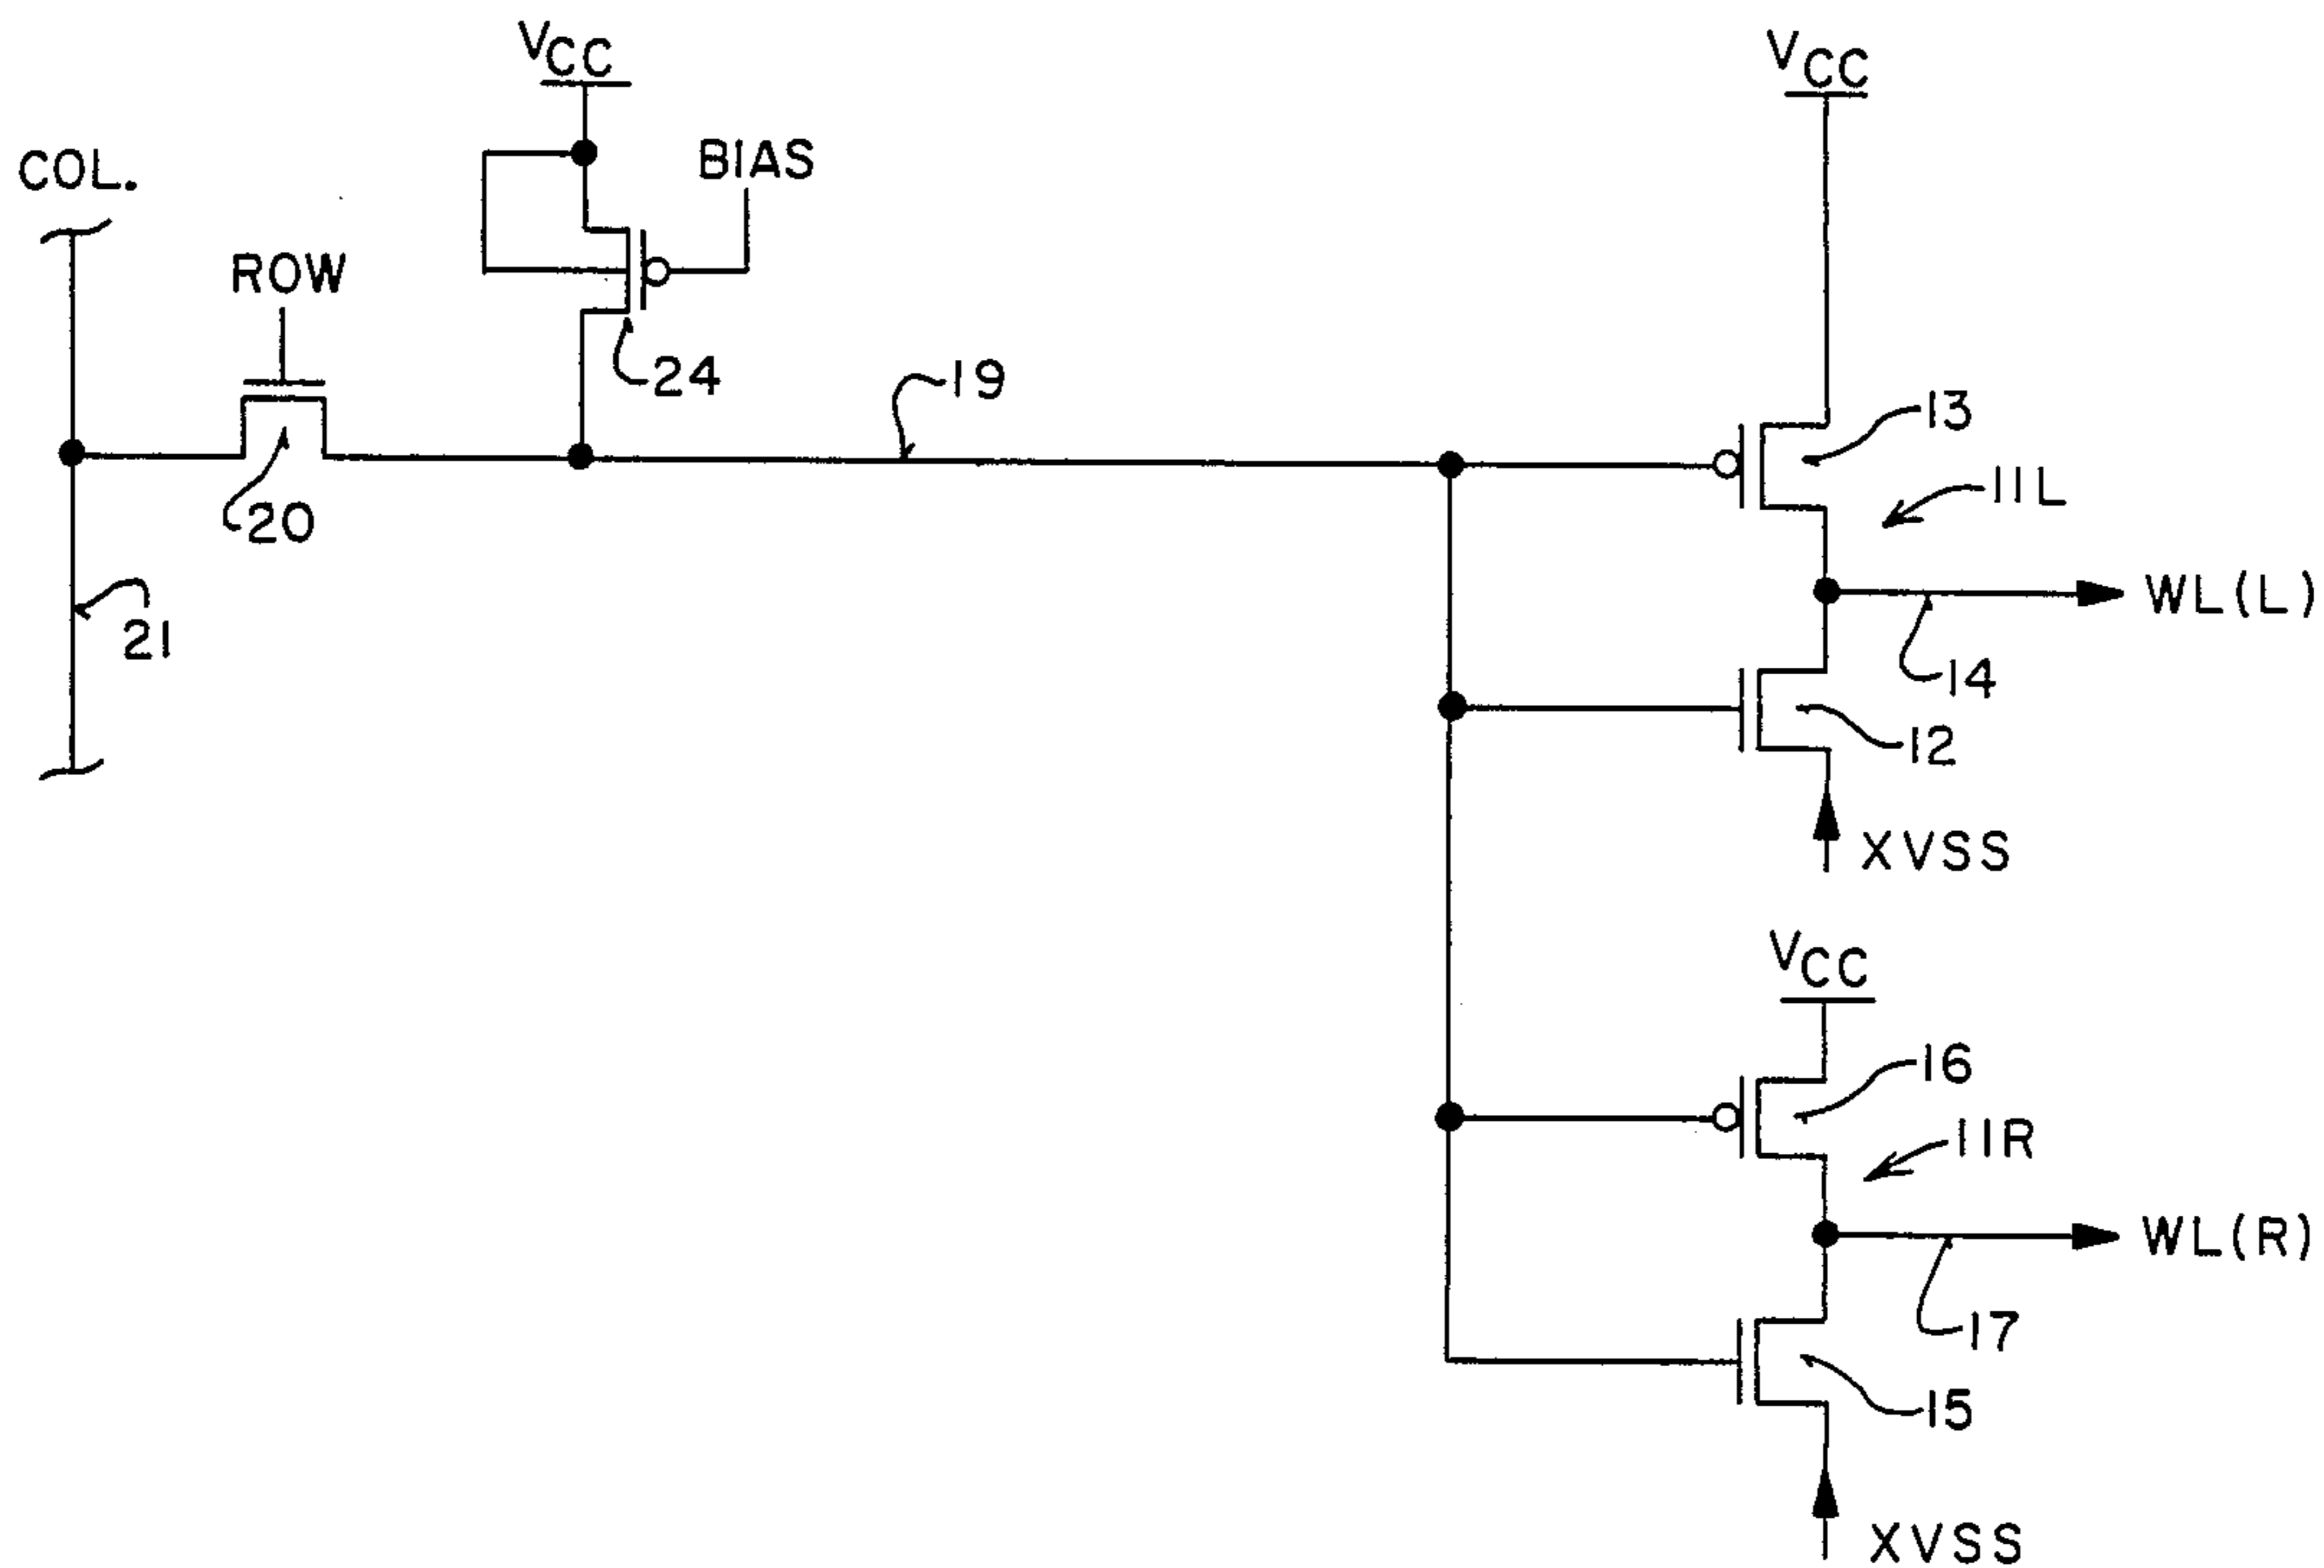 VCC
VCC
COL.
BIAS
ROW
24
19
13
11L
20
WL(L)
21
14
12
XVSS
VCC
16
11R
WL(R)
17
15
XVSS